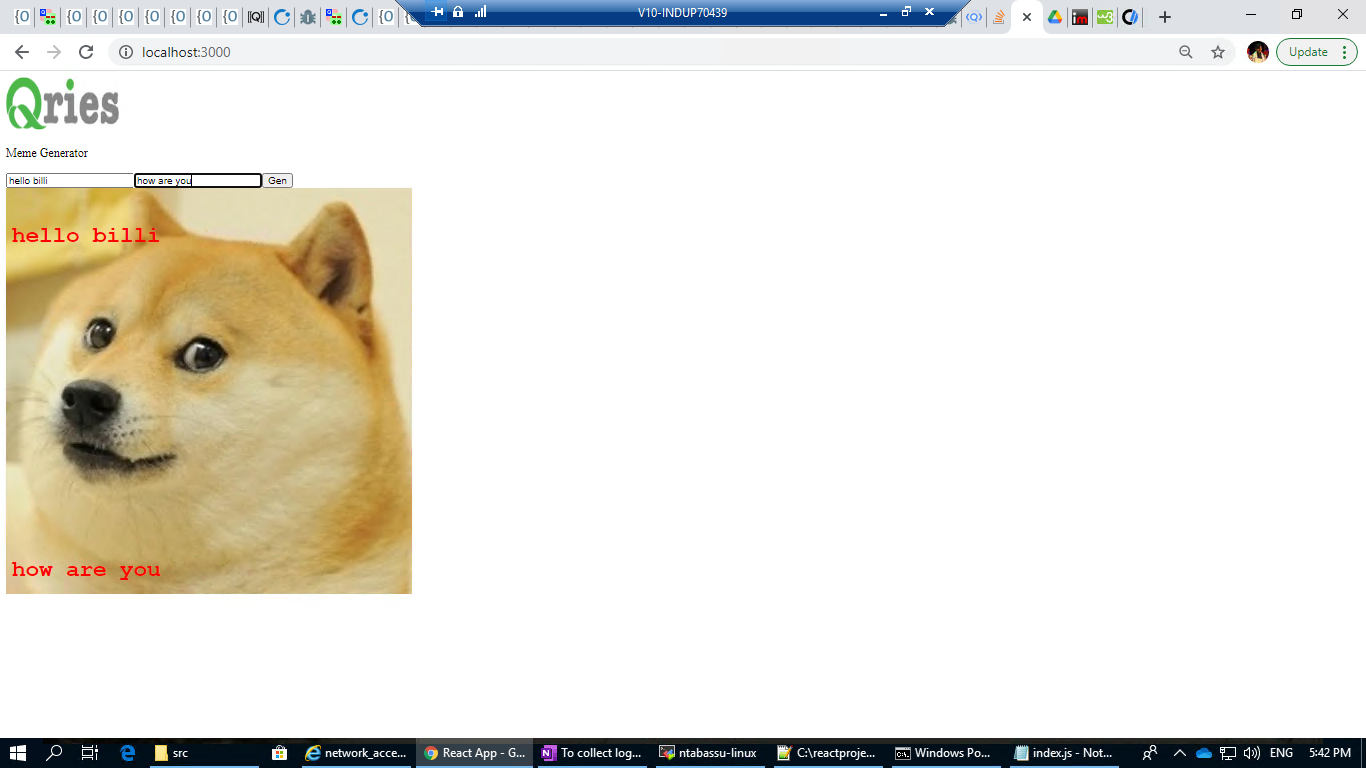 {O {O {O {O {O {O {O {O |Q| {O {O
V10-INDUP70439
im w3
localhost:3000
Update
Qries
Meme Generator
hello billi how are you Gen
hello billi
how are you
src
network_acce...
React App - G...
To collect log...
ntabassu-linux
C:\reactproje...
Windows Po...
index.js - Not...
ENG
5:42 PM